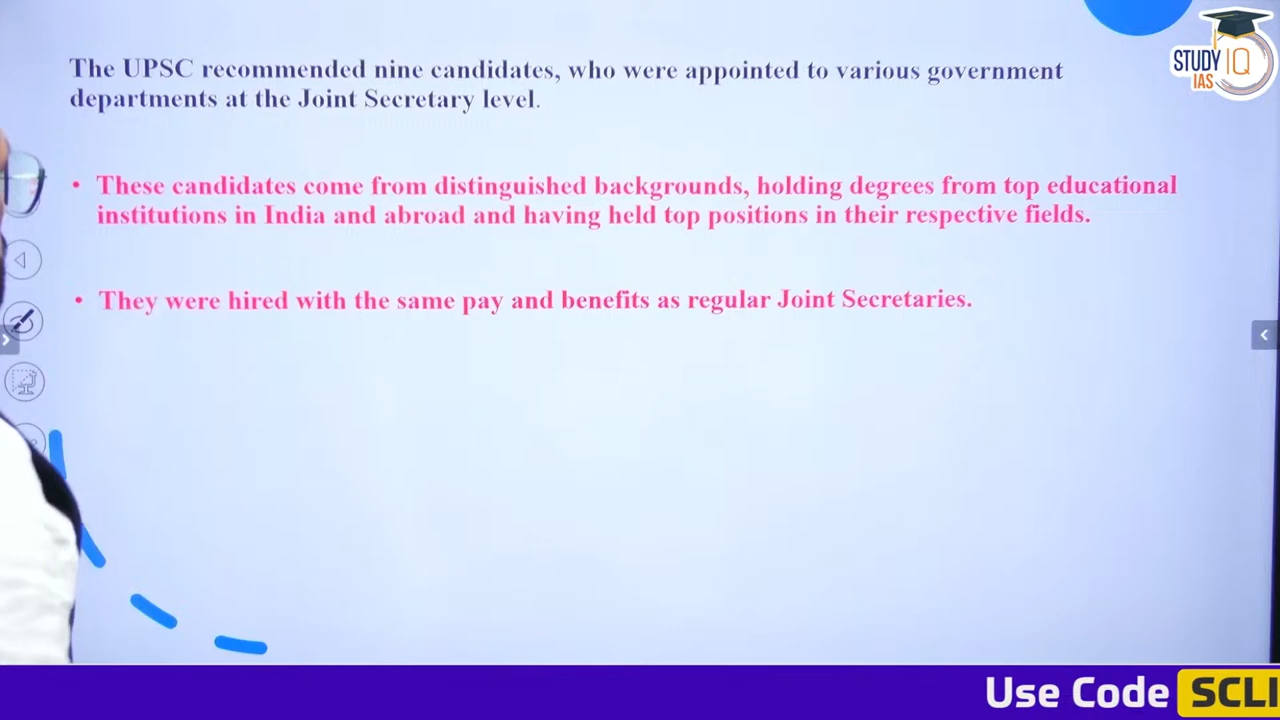 The UPSC recommended nine candidates, who were appointed to various government
departments at the Joint Secretary level.
• These candidates come from distinguished backgrounds, holding degrees from top educational
institutions in India and abroad and having held top positions in their respective fields.
• They were hired with the same pay and benefits as regular Joint Secretaries.
STUDY IQ
IAS
Use Code SCLI